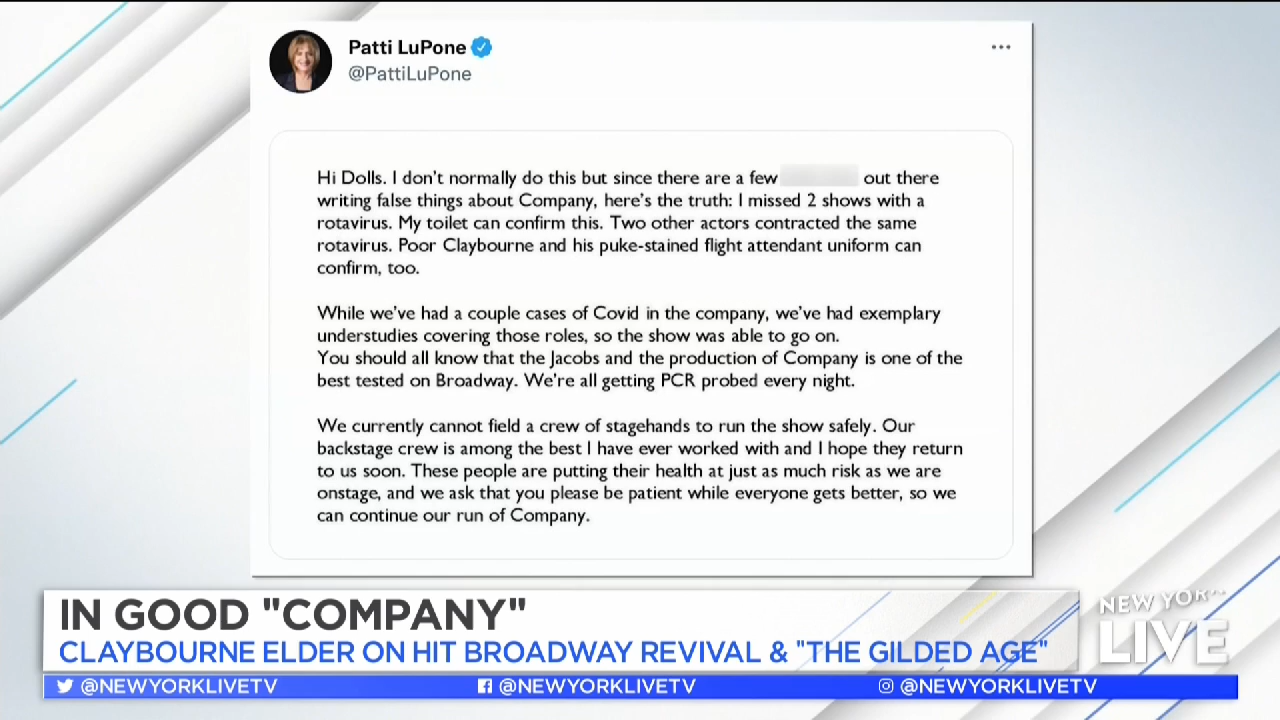 Patti LuPone
@PattiLuPone
Hi Dolls. I don't normally do this but since there are a few out there
writing false things about Company, here's the truth: I missed 2 shows with a
rotavirus. My toilet can confirm this. Two other actors contracted the same
rotavirus. Poor Claybourne and his puke-stained flight attendant uniform can
confirm, too.
While we've had a couple cases of Covid in the company, we've had exemplary
understudies covering those roles, so the show was able to go on.
You should all know that the Jacobs and the production of Company is one of the
best tested on Broadway. We're all getting PCR probed every night.
We currently cannot field a crew of stagehands to run the show safely. Our
backstage crew is among the best I have ever worked with and I hope they return
to us soon. These people are putting their health at just as much risk as we are
onstage, and we ask that you please be patient while everyone gets better, so we
can continue our run of Company.
IN GOOD "COMPANY"
CLAYBOURNE ELDER ON HIT BROADWAY REVIVAL & "THE GILDED AGE"
NEW YORK
LIVE
@NEWYORKLIVETV
@NEWYORKLIVETV
@NEWYORKLIVETV